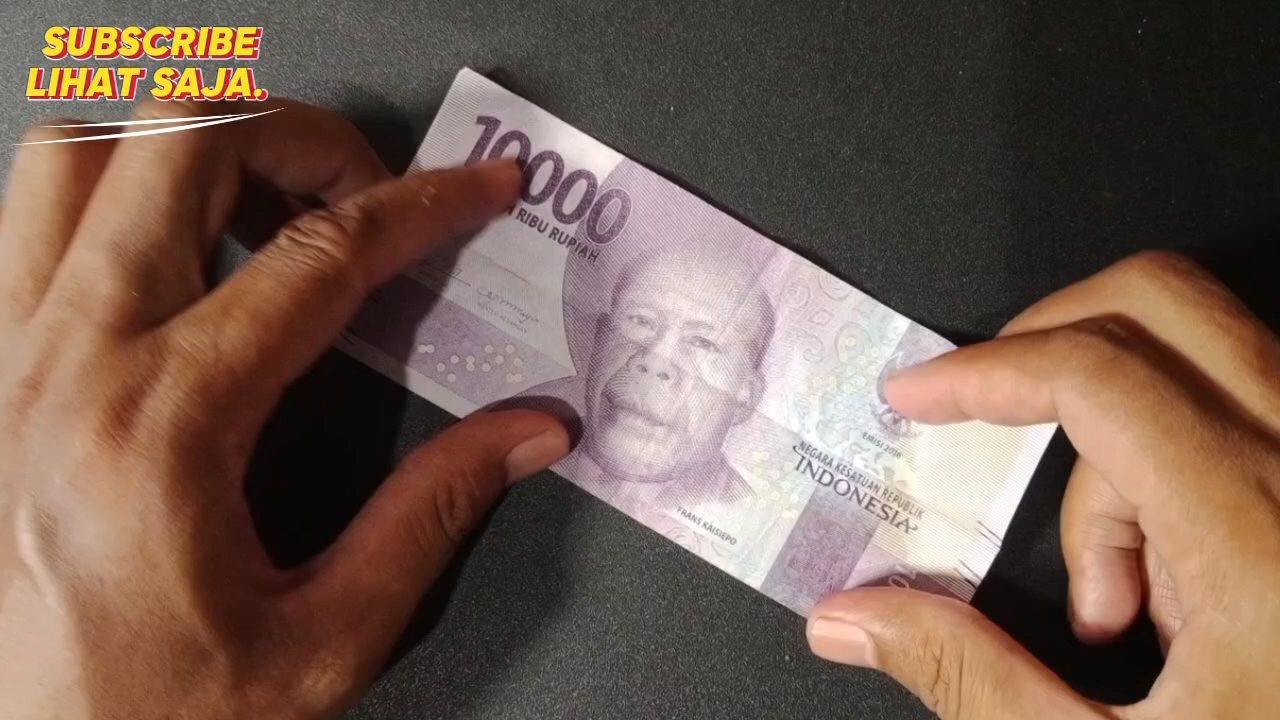 SUBSCRIBE
LIHAT SAJA.
10000
RIBU RUPIAH
EMISI 2016
NEGARA KESATUAN REPUBLIK
INDONESIA
FRANS KAISIEPO